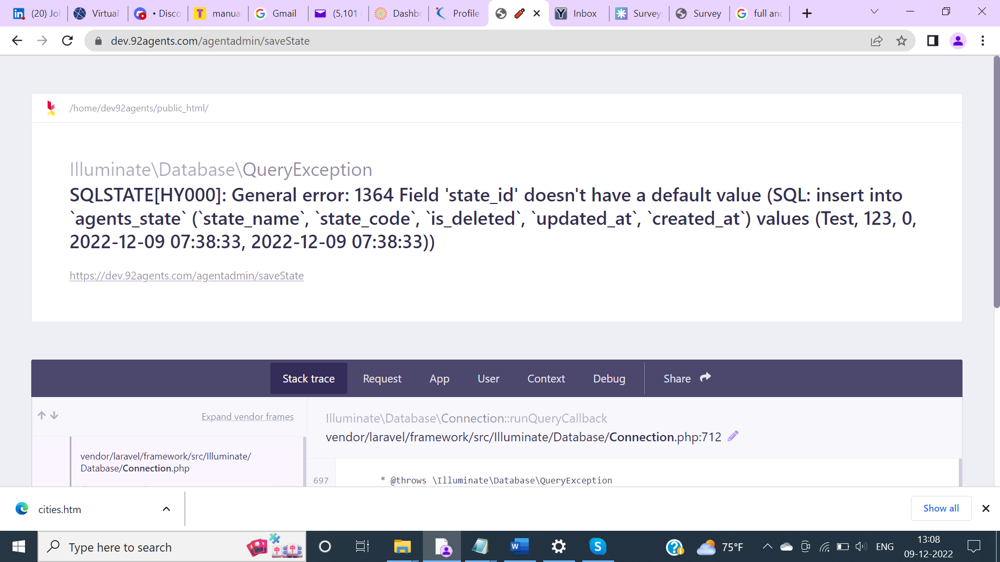 (20) Jo
Virtual
• Disco
manua
Gmail
(5,101
Dashbo
Profile
Inbox
Survey
Survey
full and
dev.92agents.com/agentadmin/saveState
/home/dev92agents/public_html/
Illuminate\Database\QueryException
SQLSTATE[HY000]: General error: 1364 Field 'state_id' doesn't have a default value (SQL: insert into
`agents_state` (`state_name`, `state_code`, `is_deleted`, `updated_at`, `created_at`) values (Test, 123, 0,
2022-12-09 07:38:33, 2022-12-09 07:38:33))
https://dev.92agents.com/agentadmin/saveState
Stack trace
Request
App
User
Context
Debug
Share
Expand vendor frames
vendor/laravel/framework/src/Illuminate/
Database/Connection.php
Illuminate\Database\Connection::runQueryCallback
vendor/laravel/framework/src/Illuminate/Database/Connection.php:712
697 * @throws \Illuminate\Database\QueryException
cities.htm
Show all
Type here to search
75°F
ENG
13:08
09-12-2022